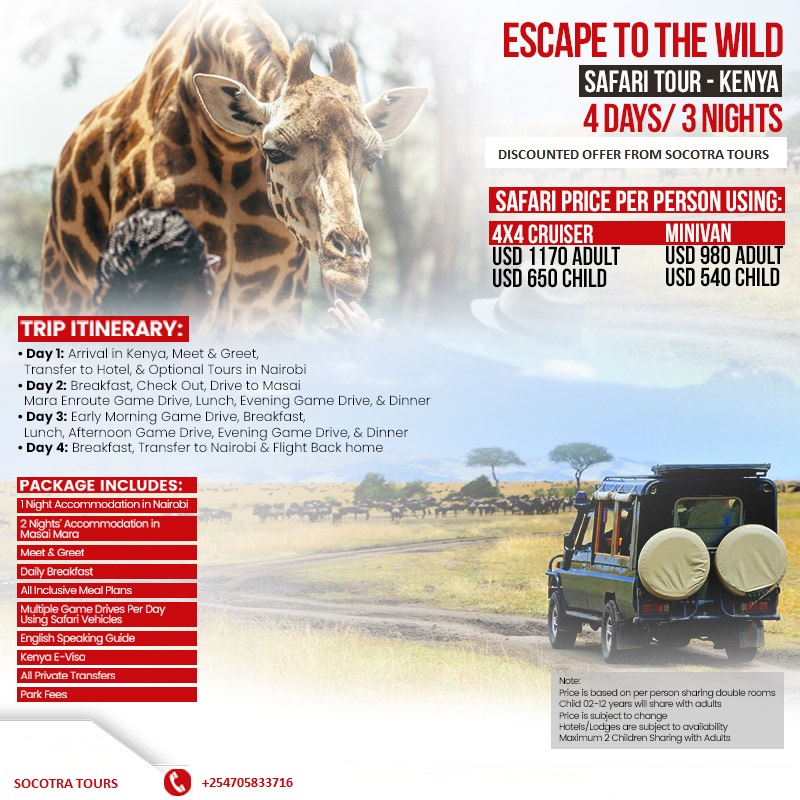 ESCAPE TO THE WILD
SAFARI TOUR - KENYA
4 DAYS/ 3 NIGHTS
DISCOUNTED OFFER FROM SOCOTRA TOURS
SAFARI PRICE PER PERSON USING:
4X4 CRUISER
USD 1170 ADULT
USD 650 CHILD
MINIVAN
USD 980 ADULT
USD 540 CHILD
TRIP ITINERARY:
• Day 1: Arrival in Kenya, Meet & Greet,
Transfer to Hotel, & Optional Tours in Nairobi
• Day 2: Breakfast, Check Out, Drive to Masai
Mara Enroute Game Drive, Lunch, Evening Game Drive, & Dinner
• Day 3: Early Morning Game Drive, Breakfast,
Lunch, Afternoon Game Drive, Evening Game Drive, & Dinner
• Day 4: Breakfast, Transfer to Nairobi & Flight Back home
PACKAGE INCLUDES:
1 Night Accommodation in Nairobi
2 Nights' Accommodation in
Masai Mara
Meet & Greet
Daily Breakfast
All Inclusive Meal Plans
Multiple Game Drives Per Day
Using Safari Vehicles
English Speaking Guide
Kenya E-Visa
All Private Transfers
Park Fees
Note:
Price is based on per person sharing double rooms
Child 02-12 years will share with adults
Price is subject to change
Hotels/Lodges are subject to availability
Maximum 2 Children Sharing with Adults
SOCOTRA TOURS
+254705833716